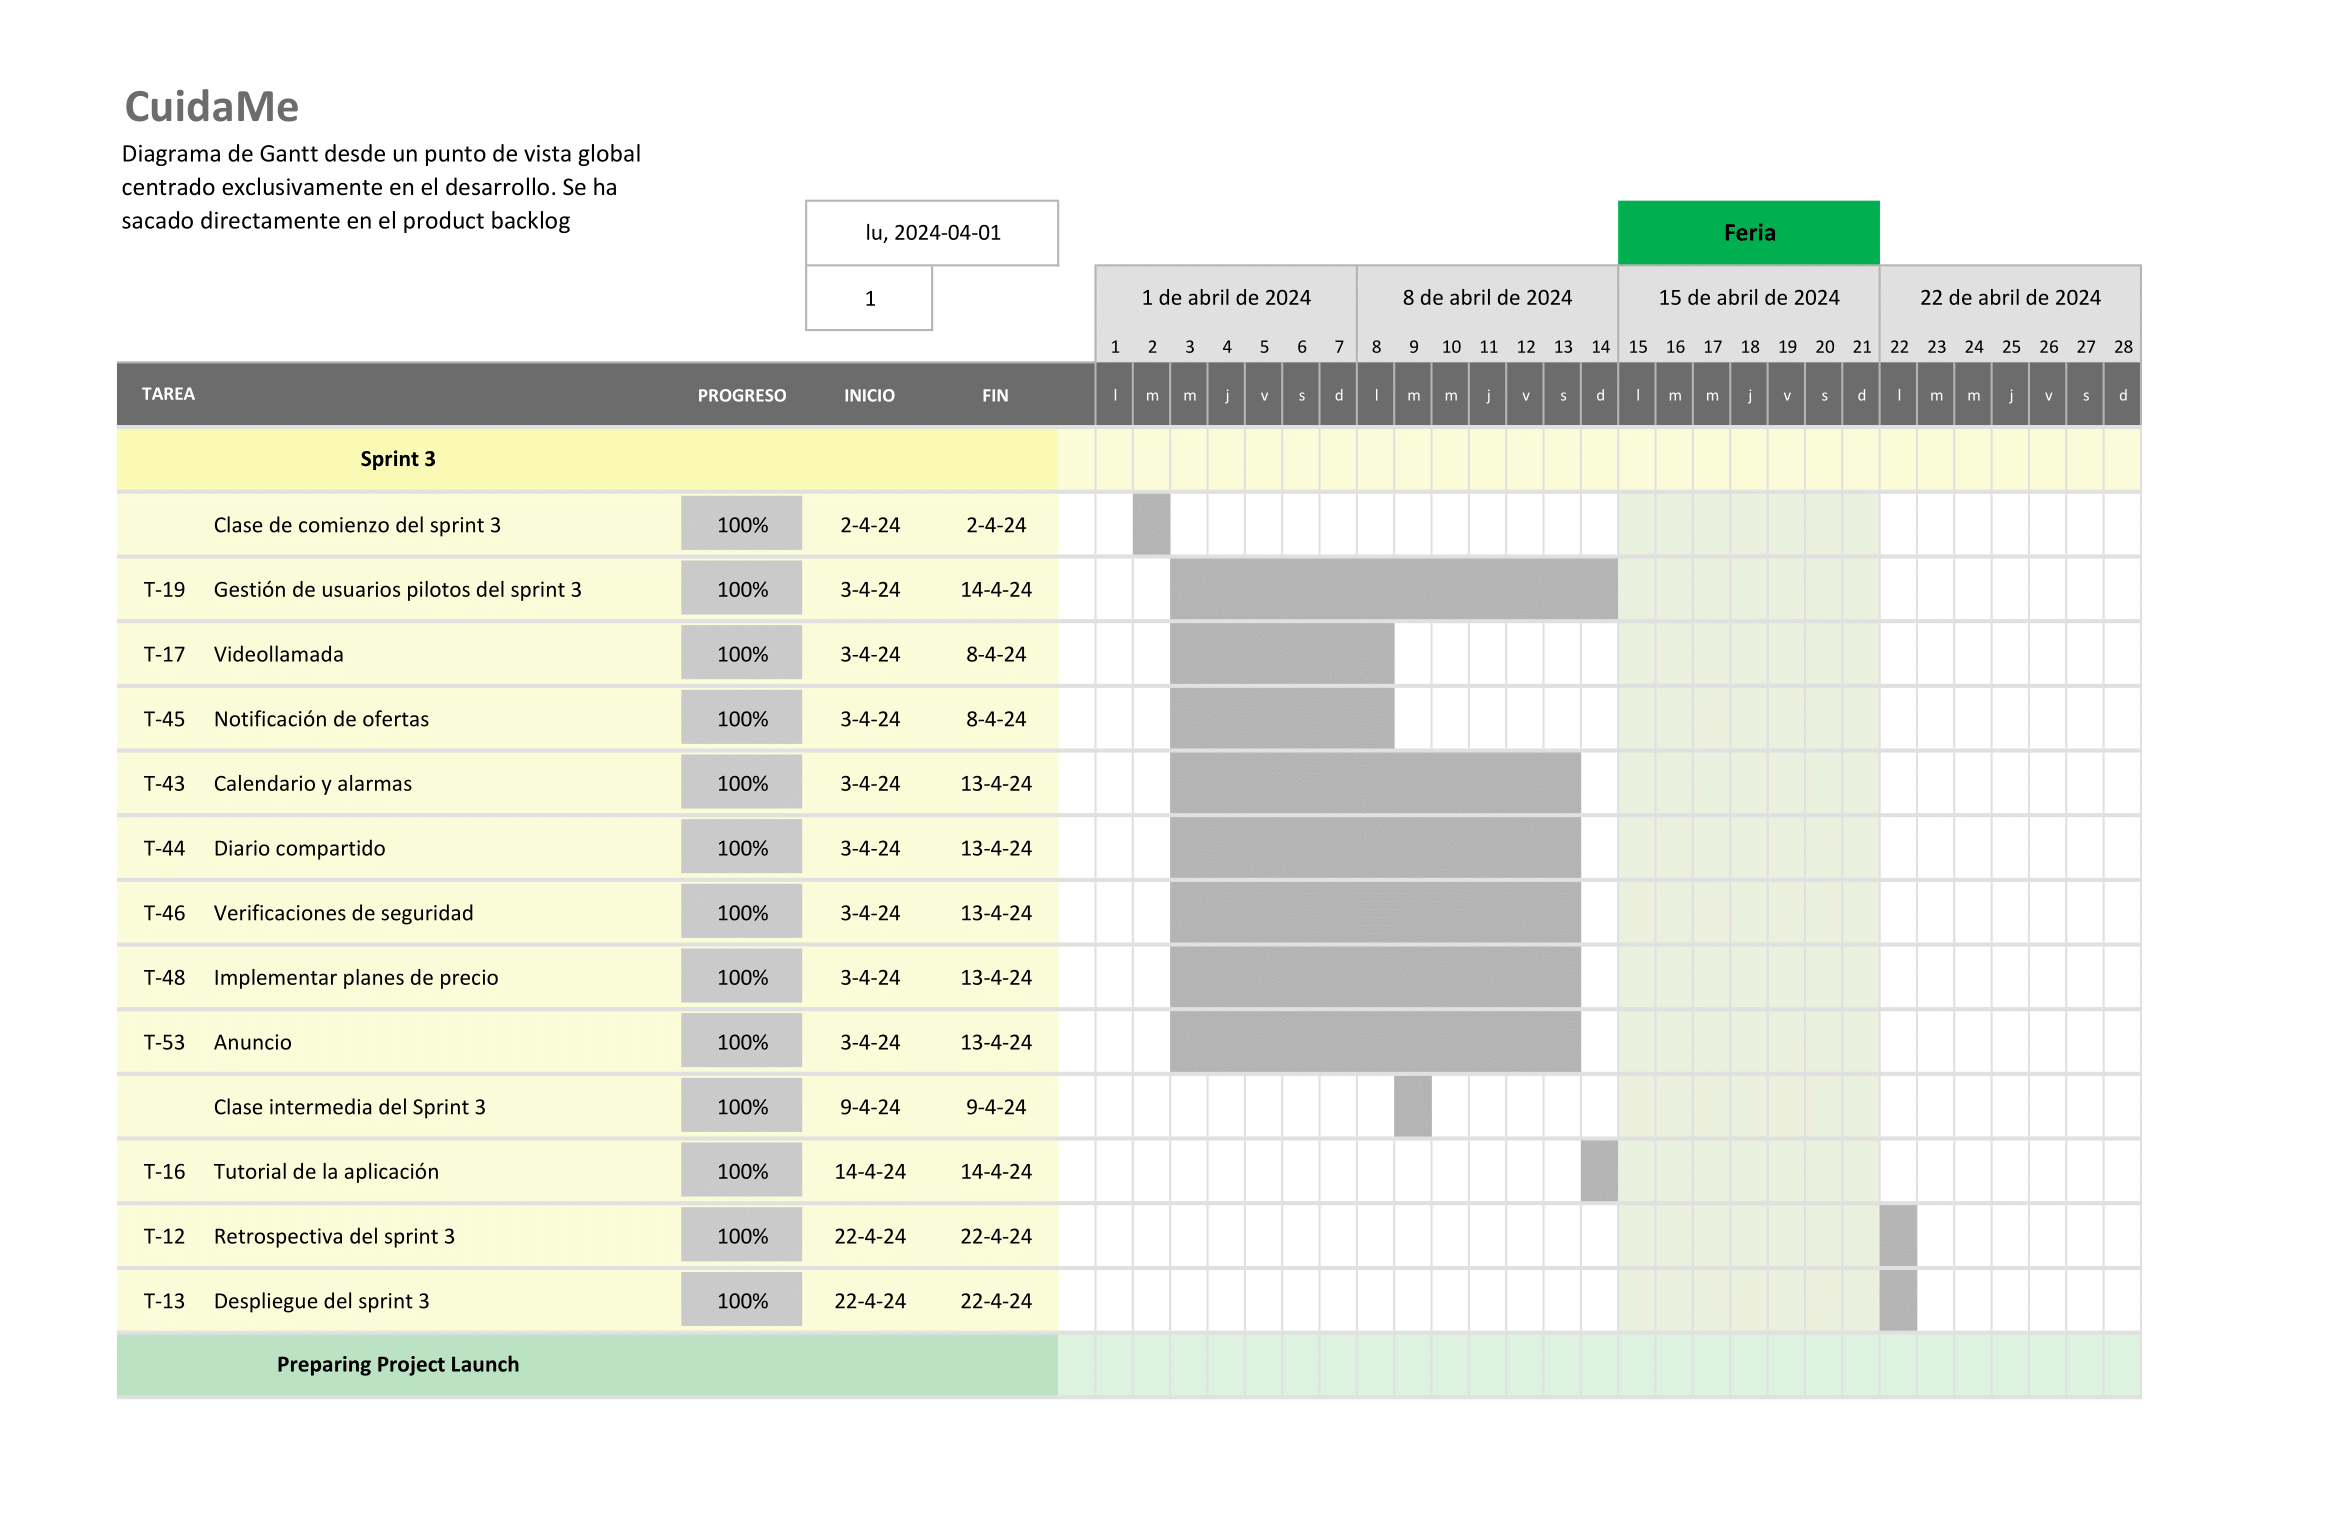 CuidaMe
Diagrama de Gantt desde un punto de vista global
centrado exclusivamente en el desarrollo. Se ha
sacado directamente en el product backlog
lu, 2024-04-01
Feria
1
1 de abril de 2024 8 de abril de 2024 15 de abril de 2024 22 de abril de 2024
1 2 3 4 5 6 7 8 9 10 11 12 13 14 15 16 17 18 19 20 21 22 23 24 25 26 27 28
TAREA PROGRESO INICIO FIN l m m j v s d l m m j v s d l m m j v s d l m m j v s d
Sprint 3
Clase de comienzo del sprint 3 100% 2-4-24 2-4-24
T-19 Gestión de usuarios pilotos del sprint 3 100% 3-4-24 14-4-24
T-17 Videollamada 100% 3-4-24 8-4-24
T-45 Notificación de ofertas 100% 3-4-24 8-4-24
T-43 Calendario y alarmas 100% 3-4-24 13-4-24
T-44 Diario compartido 100% 3-4-24 13-4-24
T-46 Verificaciones de seguridad 100% 3-4-24 13-4-24
T-48 Implementar planes de precio 100% 3-4-24 13-4-24
T-53 Anuncio 100% 3-4-24 13-4-24
Clase intermedia del Sprint 3 100% 9-4-24 9-4-24
T-16 Tutorial de la aplicación 100% 14-4-24 14-4-24
T-12 Retrospectiva del sprint 3 100% 22-4-24 22-4-24
T-13 Despliegue del sprint 3 100% 22-4-24 22-4-24
Preparing Project Launch